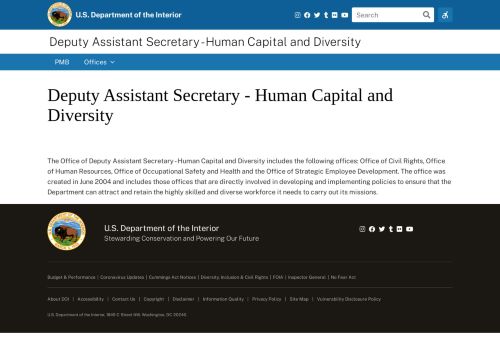 U.S. Department of the Interior
Search
Deputy Assistant Secretary - Human Capital and Diversity
PMB
Offices
Deputy Assistant Secretary - Human Capital and
Diversity
The Office of Deputy Assistant Secretary - Human Capital and Diversity includes the following offices; Office of Civil Rights, Office
of Human Resources, Office of Occupational Safety and Health and the Office of Strategic Employee Development. The office was
created in June 2004 and includes those offices that are directly involved in developing and implementing policies to ensure that the
Department can attract and retain the highly skilled and diverse workforce it needs to carry out its missions.
U.S. Department of the Interior
Stewarding Conservation and Powering Our Future
Budget & Performance | Coronavirus Updates | Cummings Act Notices | Diversity, Inclusion & Civil Rights | FOIA | Inspector General | No Fear Act
About DOI | Accessibility | Contact Us | Copyright | Disclaimer | Information Quality | Privacy Policy | Site Map | Vulnerability Disclosure Policy
U.S. Department of the Interior, 1849 C Street NW, Washington, DC 20240.